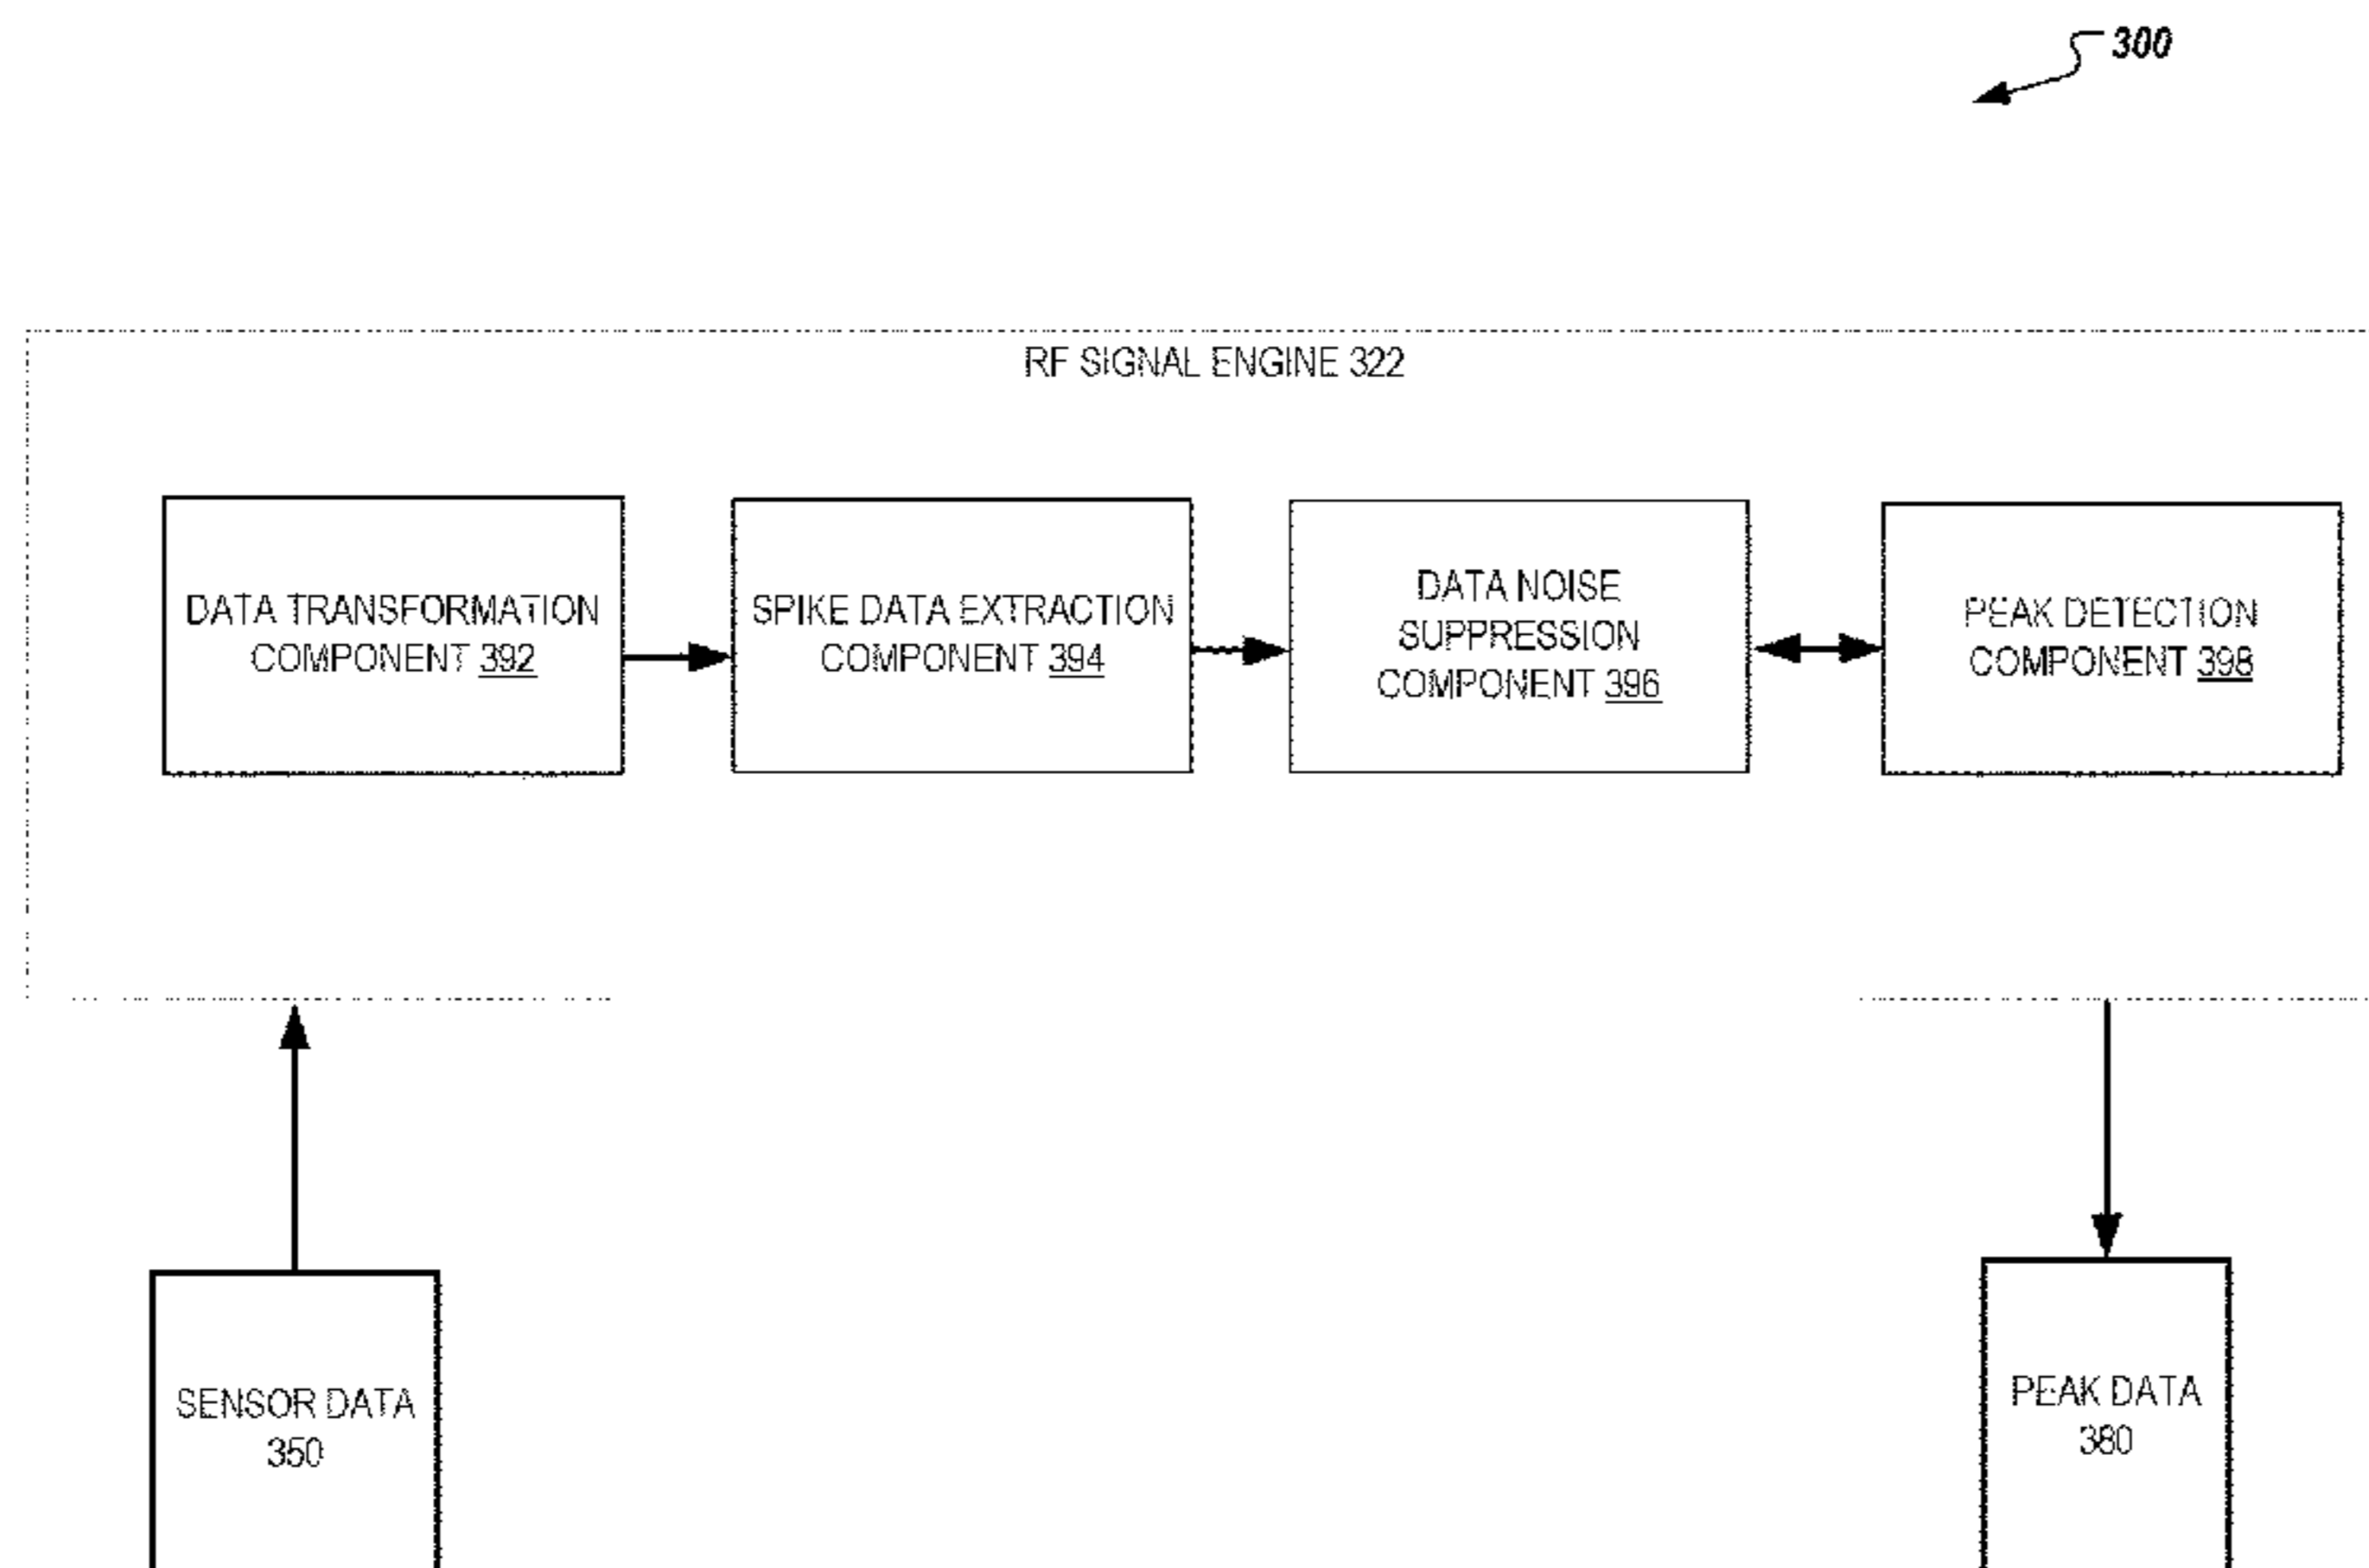 300
RF SIGNAL ENGINE 322
DATA TRANSFORMATION
COMPONENT 392
SPIKE DATA EXTRACTION
COMPONENT 394
DATA NOISE
SUPPRESSION
COMPONENT 396
PEAK DETECTION
COMPONENT 398
SENSOR DATA
350
PEAK DATA
380